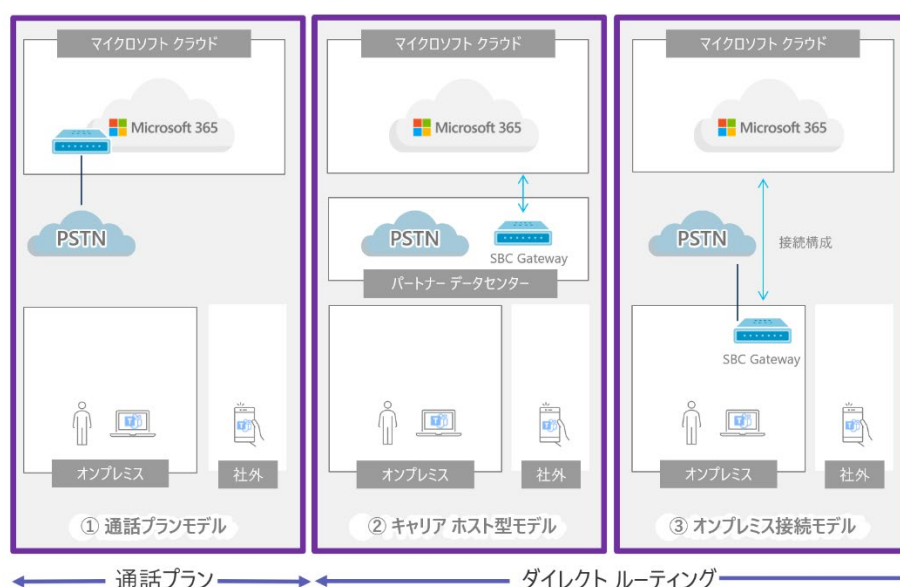 マイクロソフト クラウド
Microsoft 365
PSTN
オンプレミス
社外
① 通話プランモデル
マイクロソフト クラウド
Microsoft 365
PSTN
SBC Gateway
パートナー データセンター
オンプレミス
社外
② キャリア ホスト型モデル
マイクロソフト クラウド
Microsoft 365
PSTN
接続構成
SBC Gateway
オンプレミス
社外
③ オンプレミス接続モデル
通話プラン
ダイレクト ルーティング